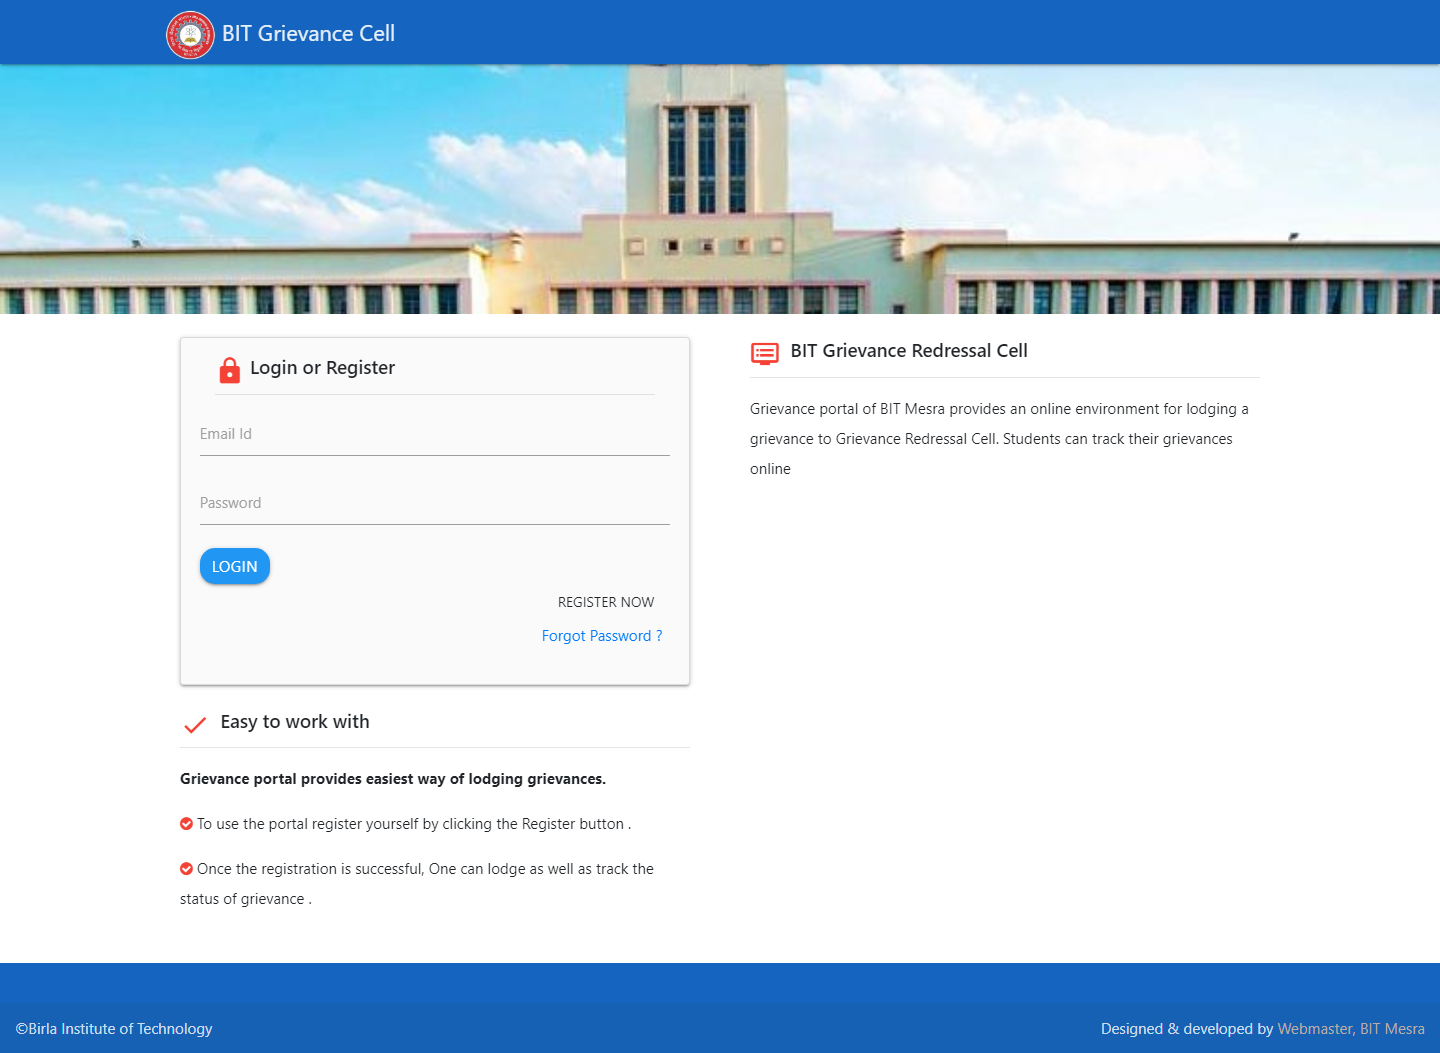 BIT Grievance Cell
Login or Register
Email Id
Password
LOGIN
REGISTER NOW
Forgot Password ?
Easy to work with
Grievance portal provides easiest way of lodging grievances.
To use the portal register yourself by clicking the Register button .
Once the registration is successful, One can lodge as well as track the
status of grievance .
BIT Grievance Redressal Cell
Grievance portal of BIT Mesra provides an online environment for lodging a
grievance to Grievance Redressal Cell. Students can track their grievances
online
©Birla Institute of Technology
Designed & developed by Webmaster, BIT Mesra